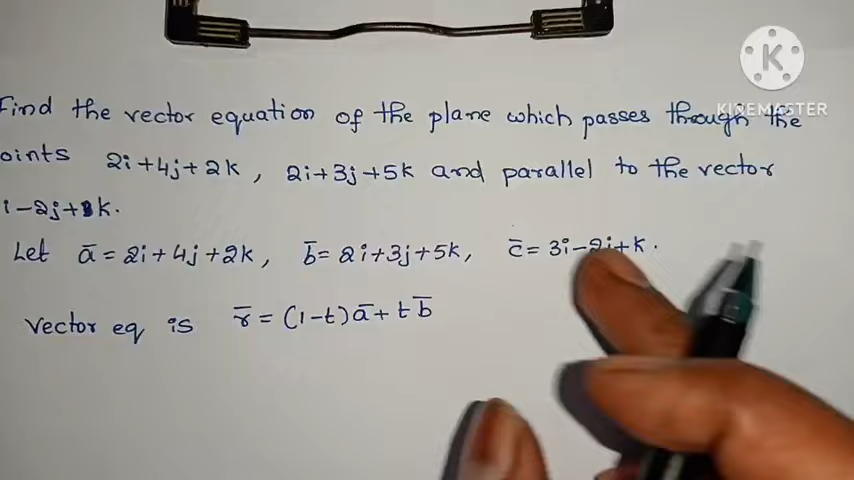 KINEMASTER
Find the vector equation of the plane which passes through the
oints 2i+4j+2k, 2i+3j+5k and parallel to the vector
i-2j+k.
Let a̅ = 2i+4j+2k, b̅ = 2i+3j+5k, c̅ = 3i-2j+k.
Vector eq is r̅ = (1-t)a̅ + t b̅